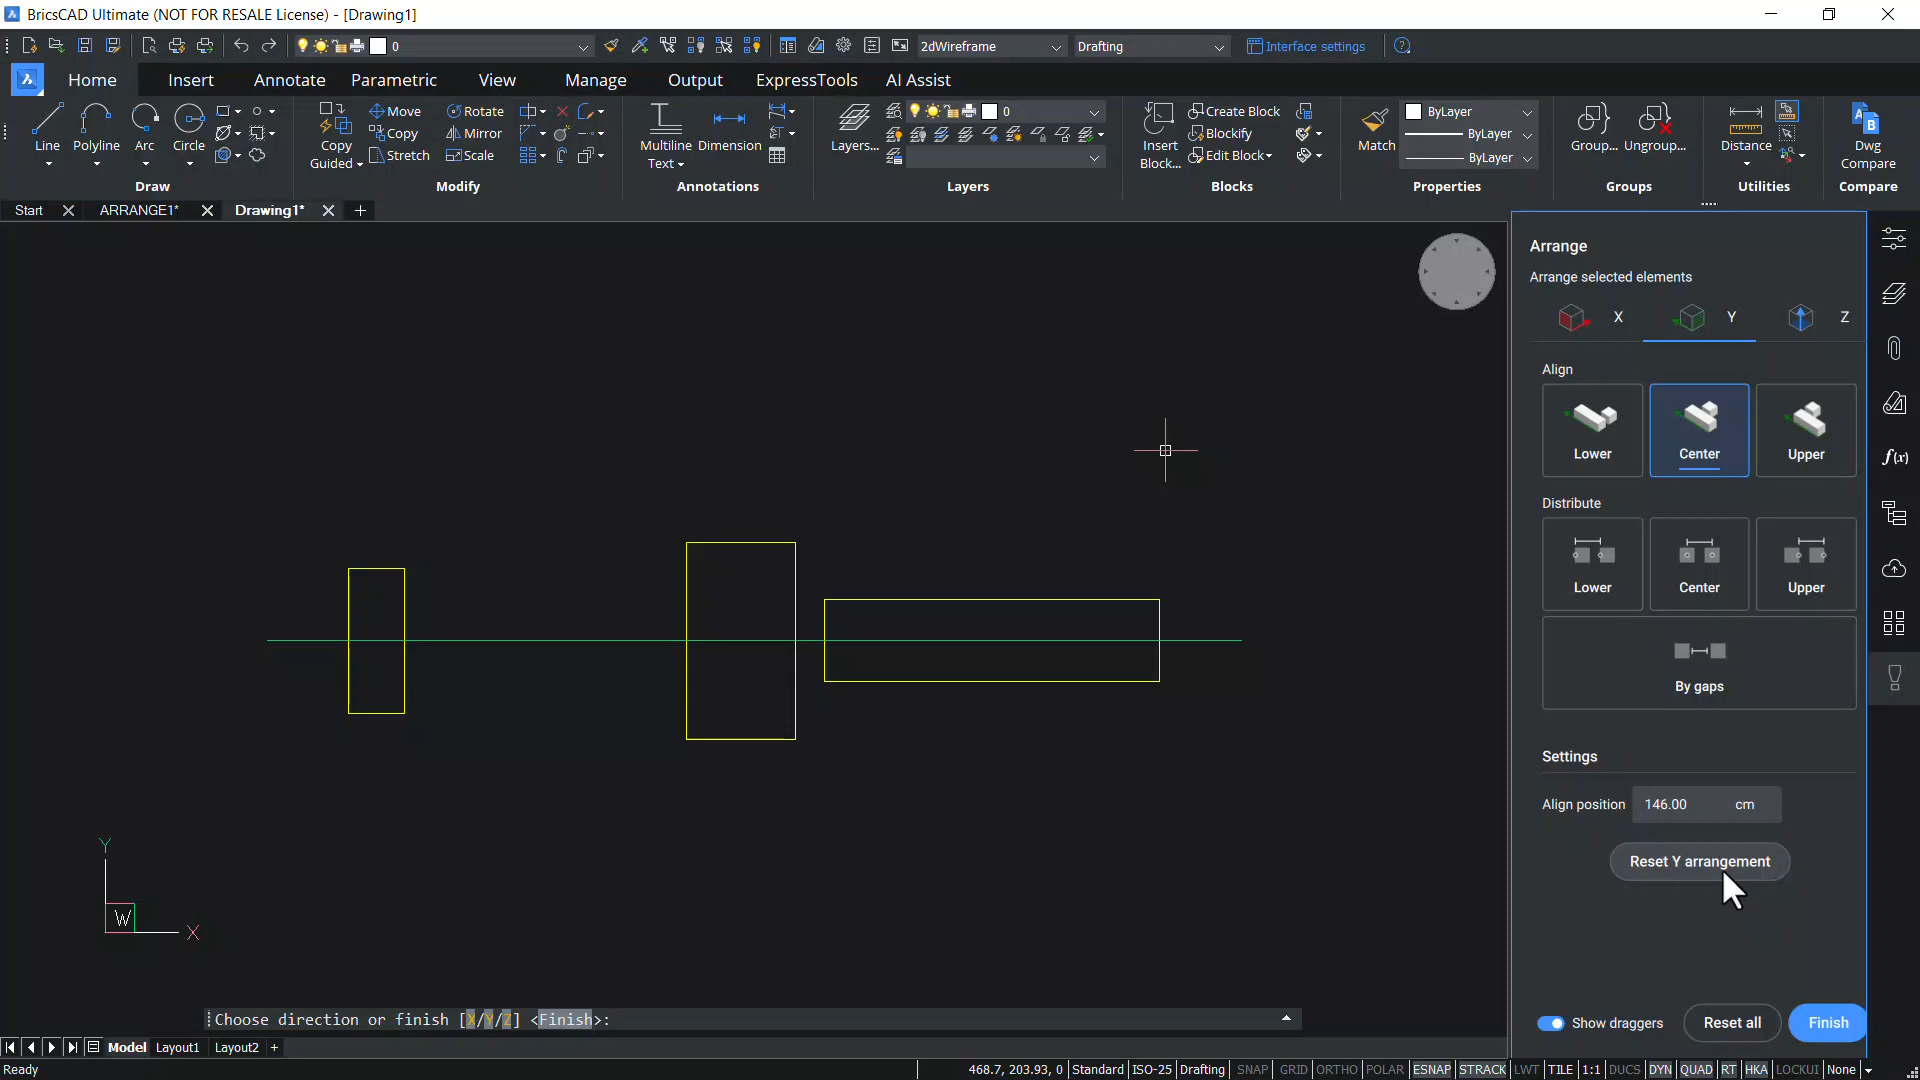 BricsCAD Ultimate (NOT FOR RESALE License) - [Drawing1]
0
2dWireframe
Drafting
Interface settings
Home
Insert
Annotate
Parametric
View
Manage
Output
ExpressTools
AI Assist
Line
Polyline
Arc
Circle
Draw
Copy
Guided
Move
Copy
Stretch
Rotate
Mirror
Scale
Modify
Multiline
Text
Dimension
Annotations
Layers...
0
Layers
Insert
Block...
Create Block
Blockify
Edit Block
Blocks
Match
ByLayer
ByLayer
ByLayer
Properties
Group...
Ungroup...
Groups
Distance
Utilities
Dwg
Compare
Compare
Start
ARRANGE1*
Drawing1*
Arrange
Arrange selected elements
X
Y
Z
Align
Lower
Center
Upper
Distribute
Lower
Center
Upper
By gaps
Settings
Align position
146.00
cm
Reset Y arrangement
Show draggers
Reset all
Finish
Y
W
X
Choose direction or finish [X/Y/Z] <Finish>:
Model
Layout1
Layout2
Ready
468.7, 203.93, 0
Standard
ISO-25
Drafting
SNAP
GRID
ORTHO
POLAR
ESNAP
STRACK
LWT
TILE
1:1
DUCS
DYN
QUAD
RT
HKA
LOCKUI
None